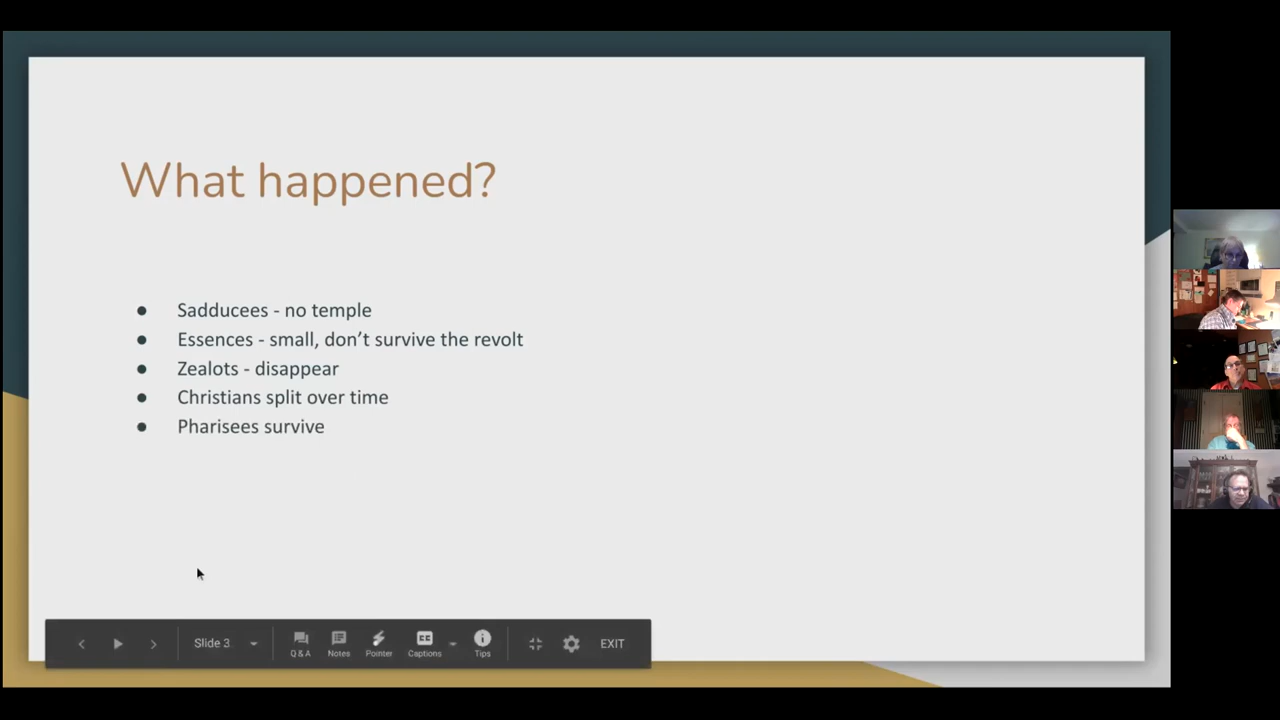 What happened?
● Sadducees - no temple
● Essences - small, don't survive the revolt
● Zealots - disappear
● Christians split over time
● Pharisees survive
Slide 3
Q & A
Notes
Pointer
CC
Captions
Tips
EXIT